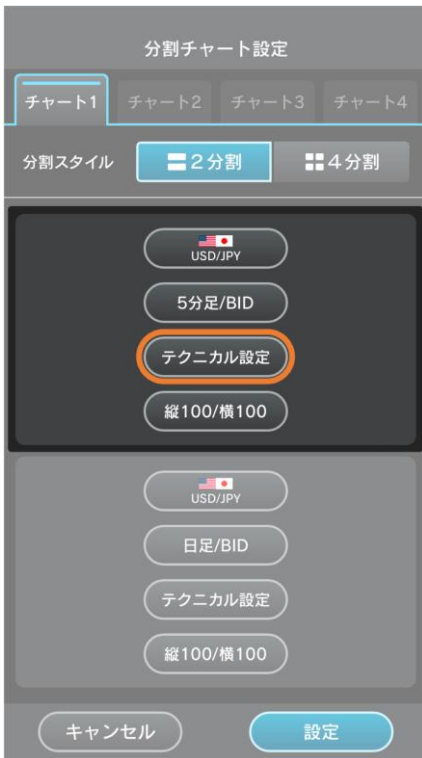 分割チャート設定
チャート1 チャート2 チャート3 チャート4
分割スタイル 2分割 4分割
USD/JPY
5分足/BID
テクニカル設定
縦100/横100
USD/JPY
日足/BID
テクニカル設定
縦100/横100
キャンセル 設定